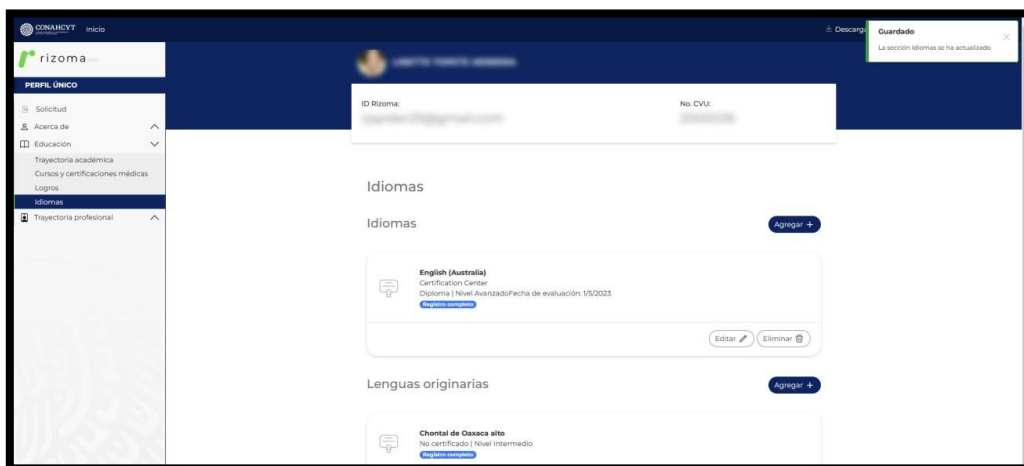 CONAHCYT Inicio
Descarga
Guardado
La sección Idiomas se ha actualizado
rizoma
PERFIL ÚNICO
Solicitud
Acerca de
Educación
Trayectoria académica
Cursos y certificaciones médicas
Logros
Idiomas
Trayectoria profesional
ID Rizoma:
No. CVU:
Idiomas
Idiomas
Agregar +
English (Australia)
Certification Center
Diploma | Nivel AvanzadoFecha de evaluación: 1/5/2023
Registro completo
Editar
Eliminar
Lenguas originarias
Agregar +
Chontal de Oaxaca alto
No certificado | Nivel Intermedio
Registro completo